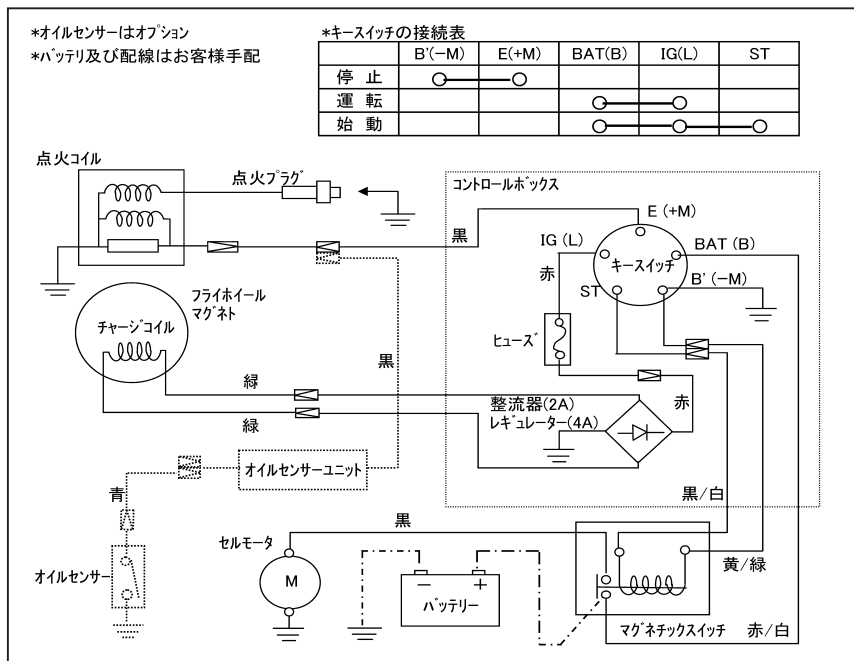 *オイルセンサーはオプション
*バッテリ及び配線はお客様手配
*キースイッチの接続表
B'(−M) E(+M) BAT(B) IG(L) ST
停 止
運 転
始 動
点火コイル
点火プラグ
コントロールボックス
E (+M)
黒
IG (L)
BAT (B)
キースイッチ
赤
ST
B' (−M)
フライホイール
マグネト
チャージコイル
ヒューズ
黒
緑
緑
整流器(2A)
レギュレーター(4A)
赤
オイルセンサーユニット
青
黒/白
黒
セルモータ
黄/緑
オイルセンサー
M
− +
バッテリー
マグネチックスイッチ
赤/白